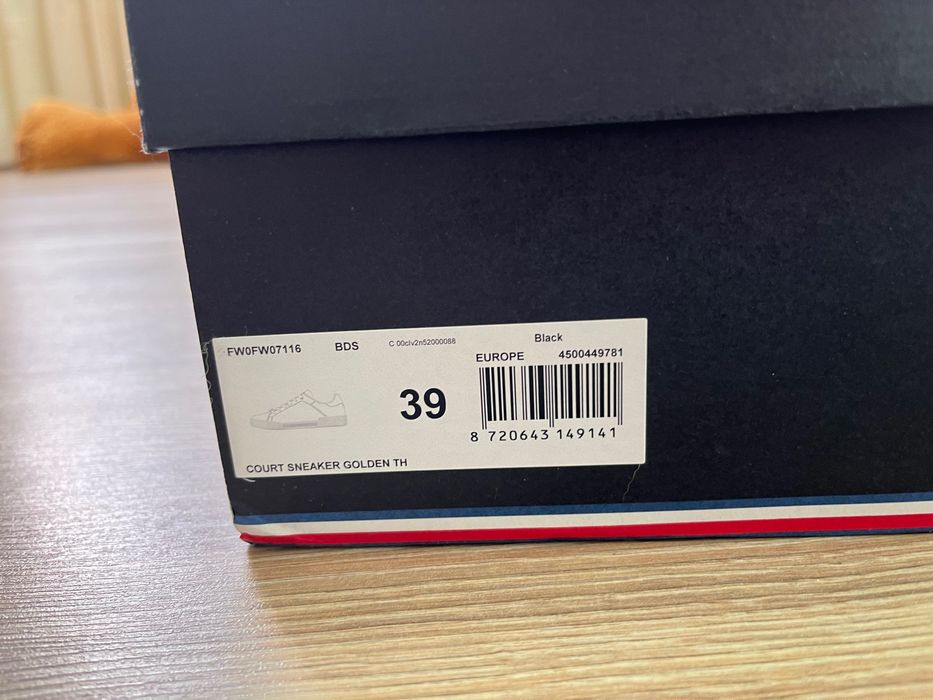 FW0FW07116 BDS C 00clv2n52000088 Black
EUROPE 4500449781
39
8 720643 149141
COURT SNEAKER GOLDEN TH